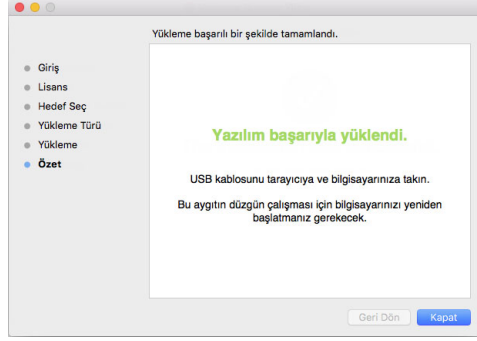 Yükleme başarılı bir şekilde tamamlandı.
Giriş
Lisans
Hedef Seç
Yükleme Türü
Yükleme
Özet
Yazılım başarıyla yüklendi.
USB kablosunu tarayıcıya ve bilgisayarınıza takın.
Bu aygıtın düzgün çalışması için bilgisayarınızı yeniden
başlatmanız gerekecek.
Geri Dön
Kapat